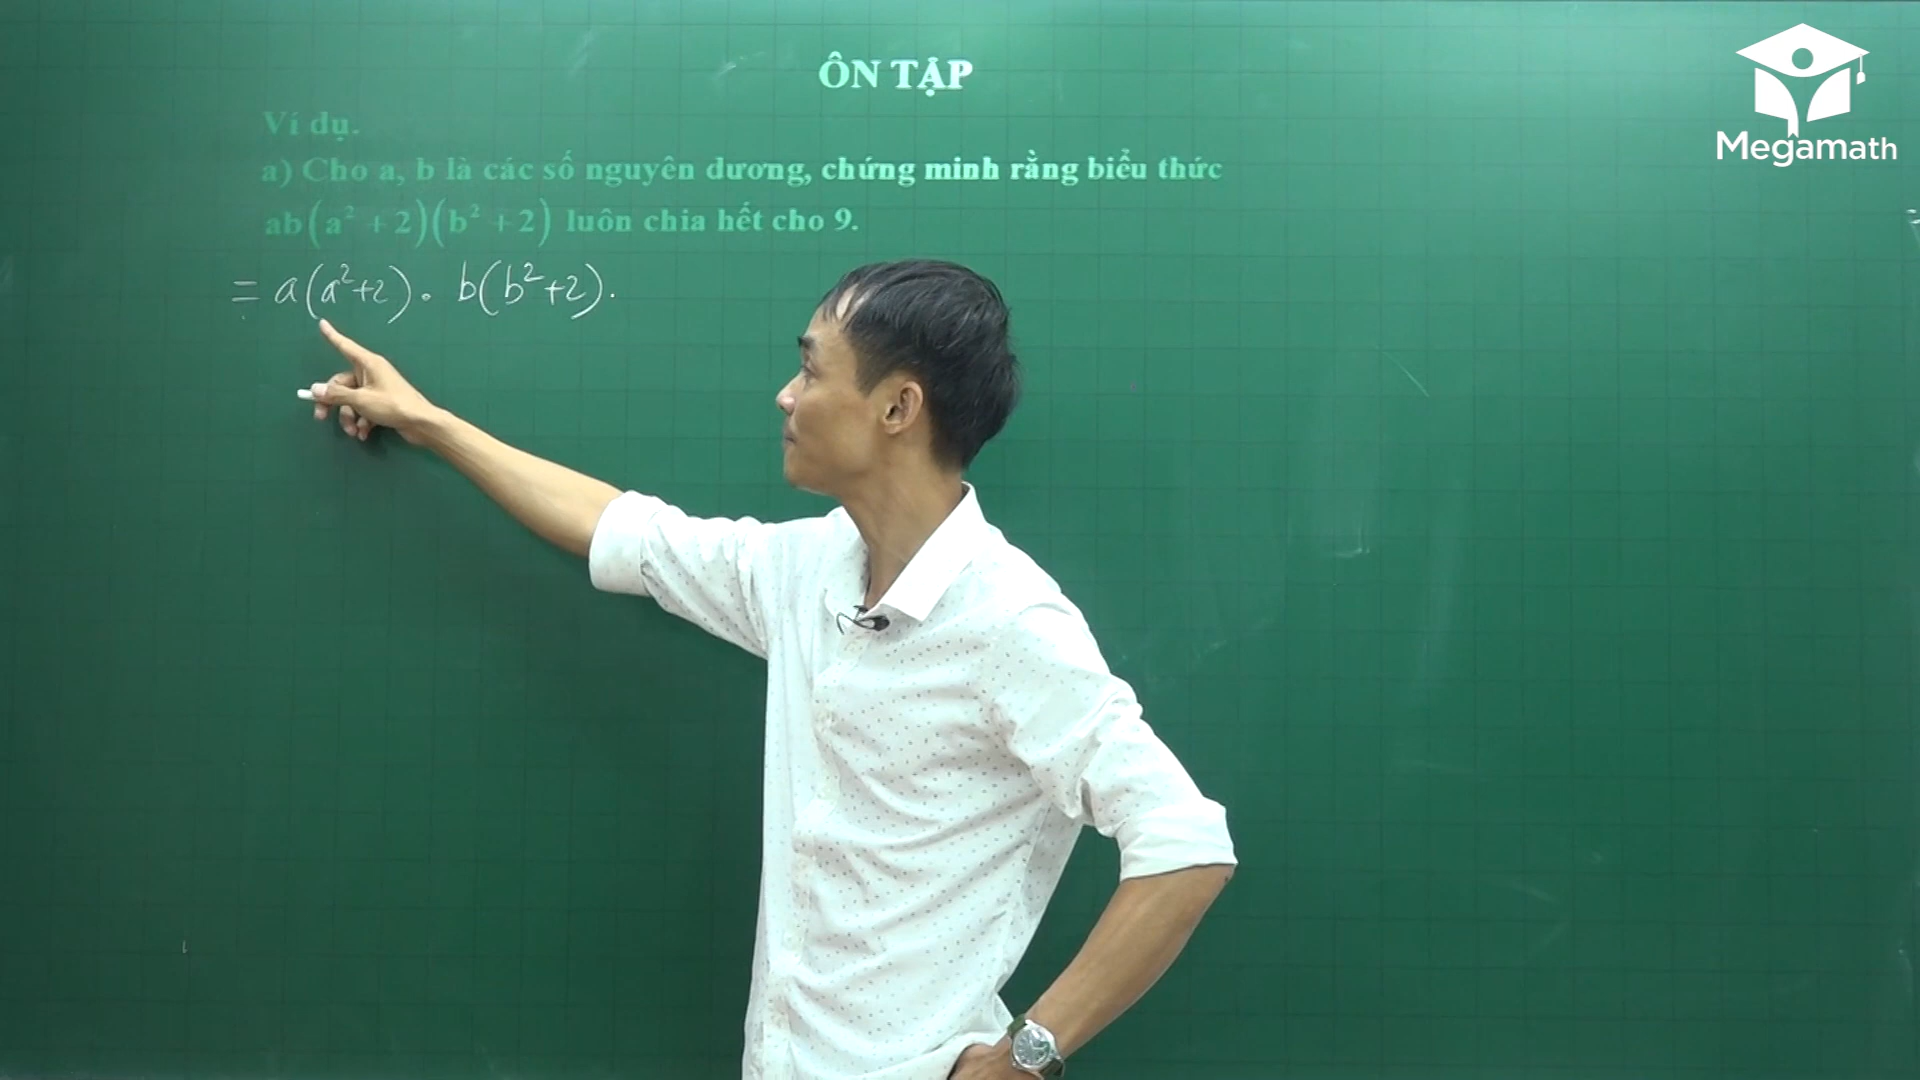 ÔN TẬP
Megamath
Ví dụ.
a) Cho a, b là các số nguyên dương, chứng minh rằng biểu thức
ab(a² + 2)(b² + 2) luôn chia hết cho 9.
= a(a²+2) . b(b²+2).